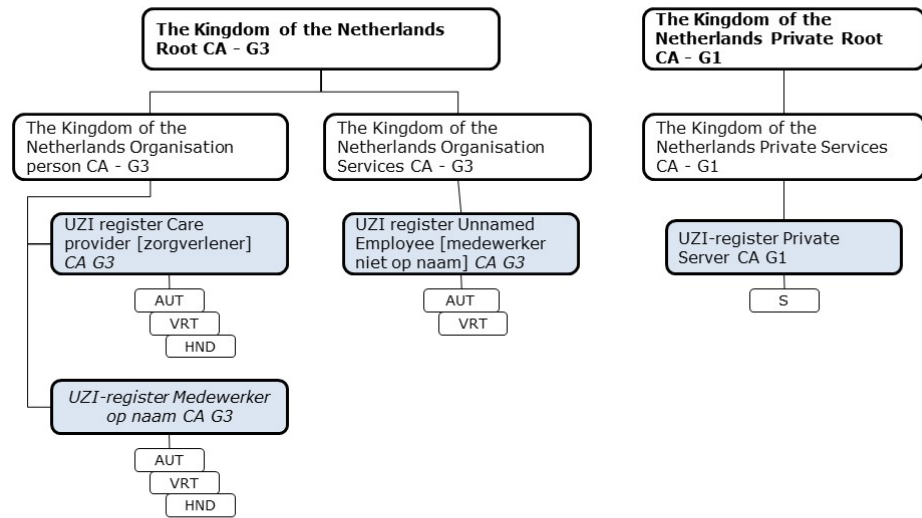 The Kingdom of the Netherlands
Root CA - G3
The Kingdom of the
Netherlands Private Root
CA - G1
The Kingdom of the
Netherlands Organisation
person CA - G3
The Kingdom of the
Netherlands Organisation
Services CA - G3
The Kingdom of the
Netherlands Private Services
CA - G1
UZI register Care
provider [zorgverlener]
CA G3
UZI register Unnamed
Employee [medewerker
niet op naam] CA G3
UZI-register Private
Server CA G1
AUT
VRT
HND
AUT
VRT
S
UZI-register Medewerker
op naam CA G3
AUT
VRT
HND